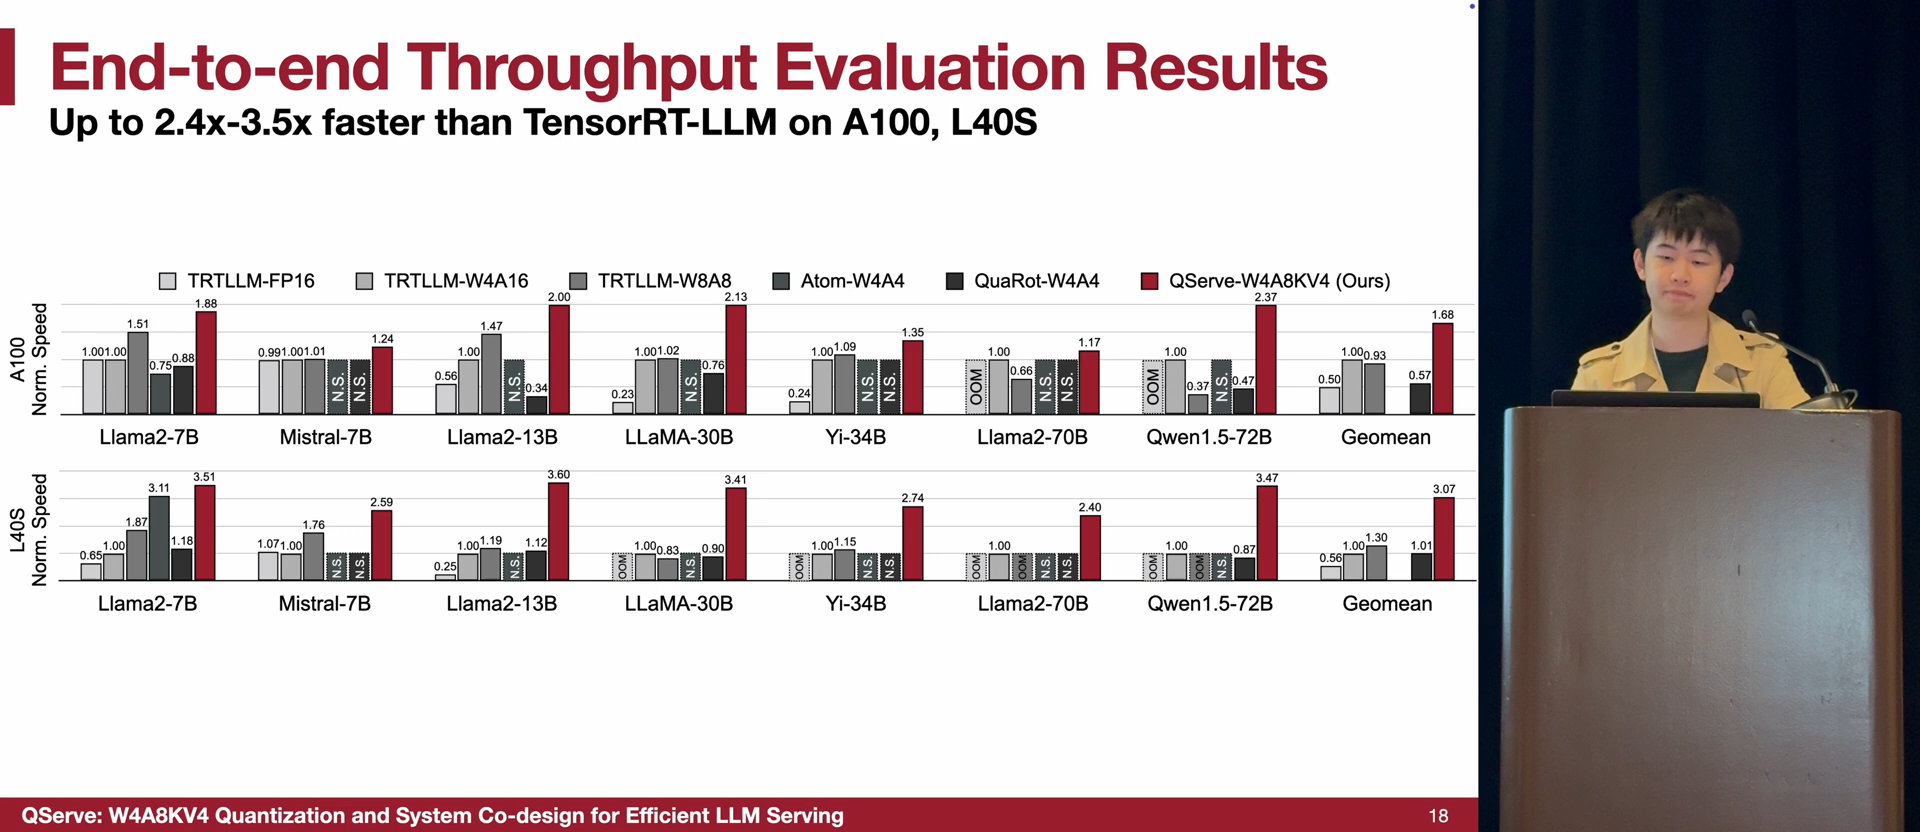 End-to-end Throughput Evaluation Results
Up to 2.4x-3.5x faster than TensorRT-LLM on A100, L40S
TRTLLM-FP16 TRTLLM-W4A16 TRTLLM-W8A8 Atom-W4A4 QuaRot-W4A4 QServe-W4A8KV4 (Ours)
A100
Norm. Speed
1.00 1.00 1.51 0.75 0.88 1.88
0.99 1.00 1.01 N.S. N.S. 1.24
0.56 1.00 1.47 N.S. 0.34 2.00
0.23 1.00 1.02 N.S. 0.76 2.13
0.24 1.00 1.09 N.S. N.S. 1.35
OOM 1.00 0.66 N.S. N.S. 1.17
OOM 1.00 0.37 N.S. 0.47 2.37
0.50 1.00 0.93 0.57 1.68
Llama2-7B Mistral-7B Llama2-13B LLaMA-30B Yi-34B Llama2-70B Qwen1.5-72B Geomean
L40S
Norm. Speed
0.65 1.00 1.87 3.11 1.18 3.51
1.07 1.00 1.76 N.S. N.S. 2.59
0.25 1.00 1.19 N.S. 1.12 3.60
OOM 1.00 0.83 N.S. 0.90 3.41
OOM 1.00 1.15 N.S. N.S. 2.74
OOM 1.00 OOM N.S. N.S. 2.40
OOM 1.00 OOM N.S. 0.87 3.47
0.56 1.00 1.30 1.01 3.07
Llama2-7B Mistral-7B Llama2-13B LLaMA-30B Yi-34B Llama2-70B Qwen1.5-72B Geomean
QServe: W4A8KV4 Quantization and System Co-design for Efficient LLM Serving 18